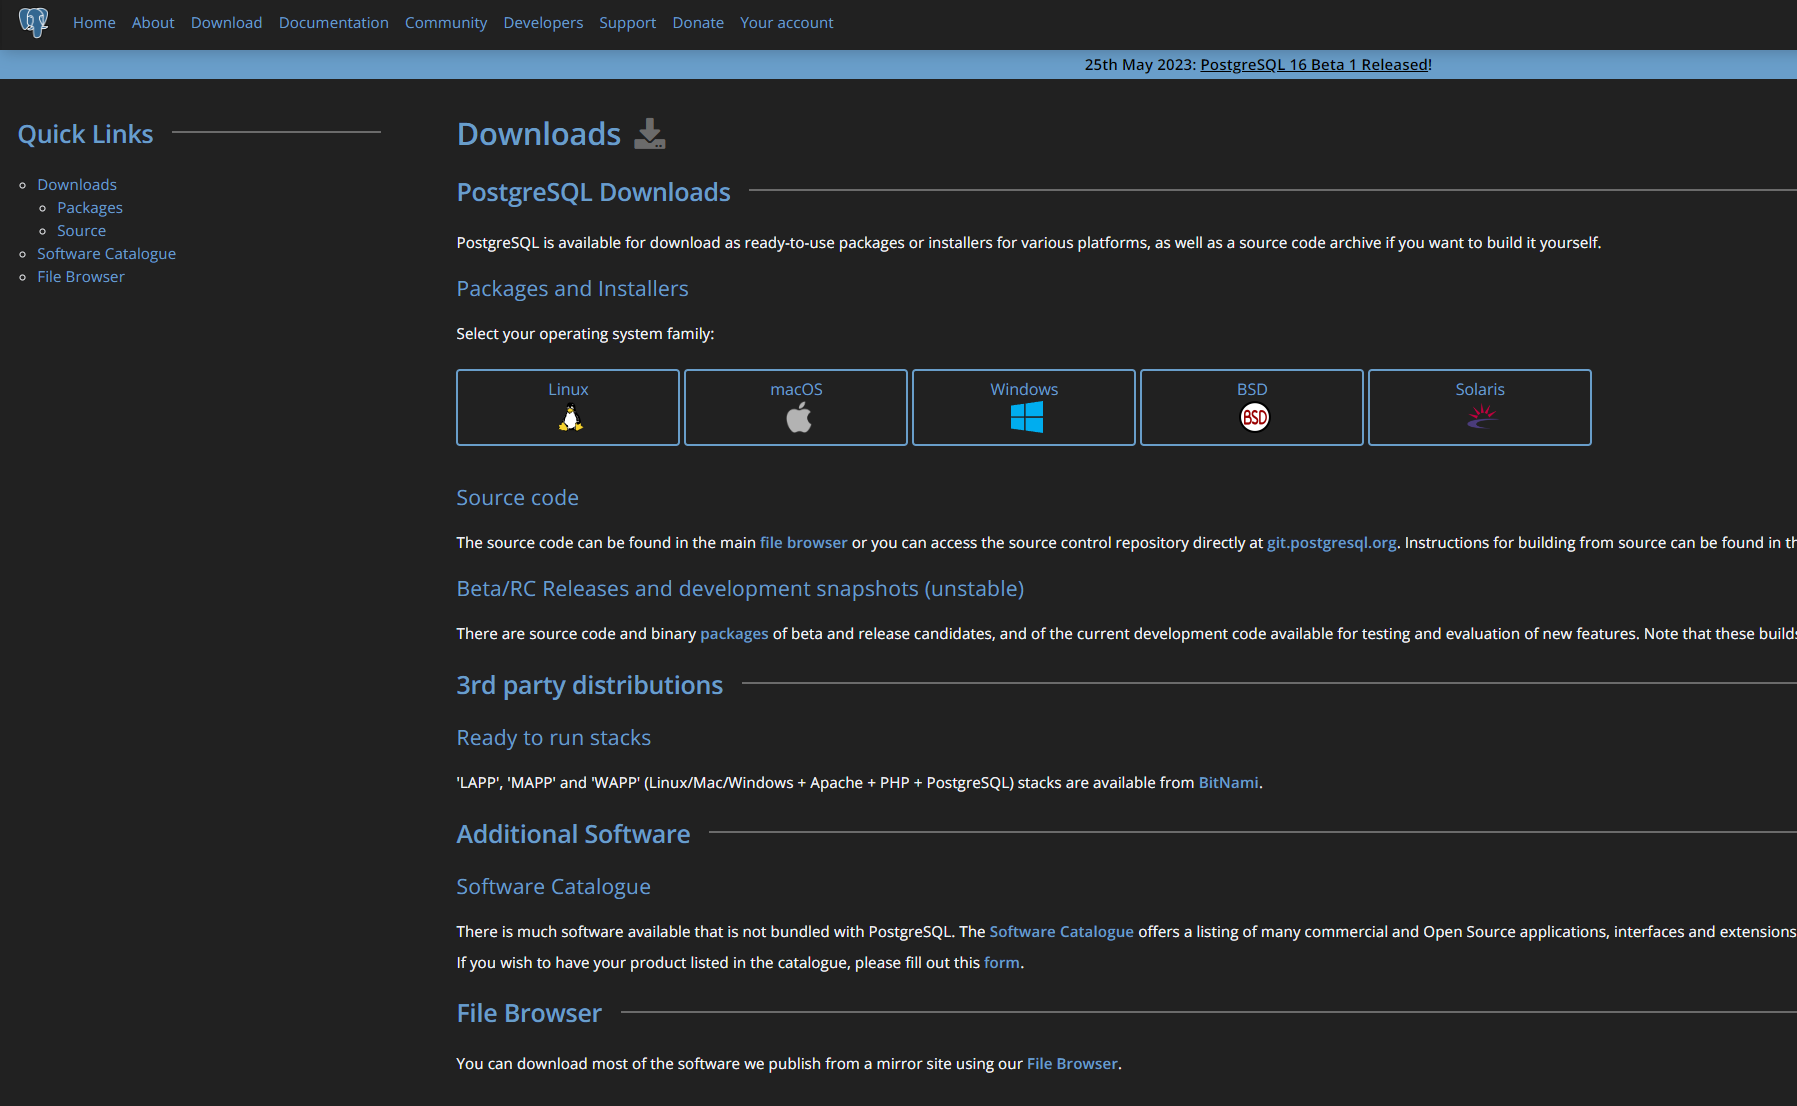 Home About Download Documentation Community Developers Support Donate Your account
25th May 2023: PostgreSQL 16 Beta 1 Released!
Quick Links
Downloads
Packages
Source
Software Catalogue
File Browser
Downloads
PostgreSQL Downloads
PostgreSQL is available for download as ready-to-use packages or installers for various platforms, as well as a source code archive if you want to build it yourself.
Packages and Installers
Select your operating system family:
Linux
macOS
Windows
BSD
BSD
Solaris
Source code
The source code can be found in the main file browser or you can access the source control repository directly at git.postgresql.org. Instructions for building from source can be found in
Beta/RC Releases and development snapshots (unstable)
There are source code and binary packages of beta and release candidates, and of the current development code available for testing and evaluation of new features. Note that these builds
3rd party distributions
Ready to run stacks
'LAPP', 'MAPP' and 'WAPP' (Linux/Mac/Windows + Apache + PHP + PostgreSQL) stacks are available from BitNami.
Additional Software
Software Catalogue
There is much software available that is not bundled with PostgreSQL. The Software Catalogue offers a listing of many commercial and Open Source applications, interfaces and extensions
If you wish to have your product listed in the catalogue, please fill out this form.
File Browser
You can download most of the software we publish from a mirror site using our File Browser.